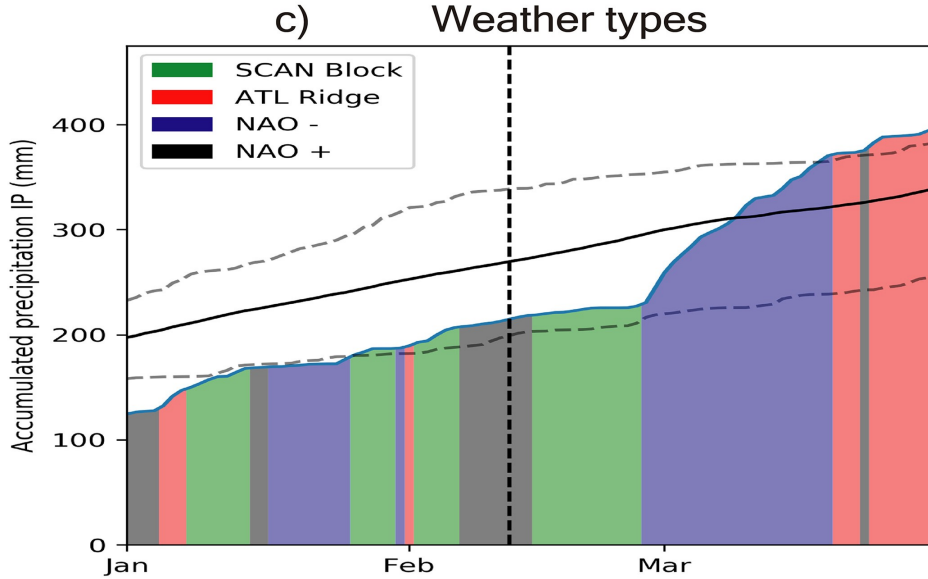 c) Weather types
SCAN Block
ATL Ridge
NAO -
NAO +
Accumulated precipitation IP (mm)
400
300
200
100
0
Jan Feb Mar